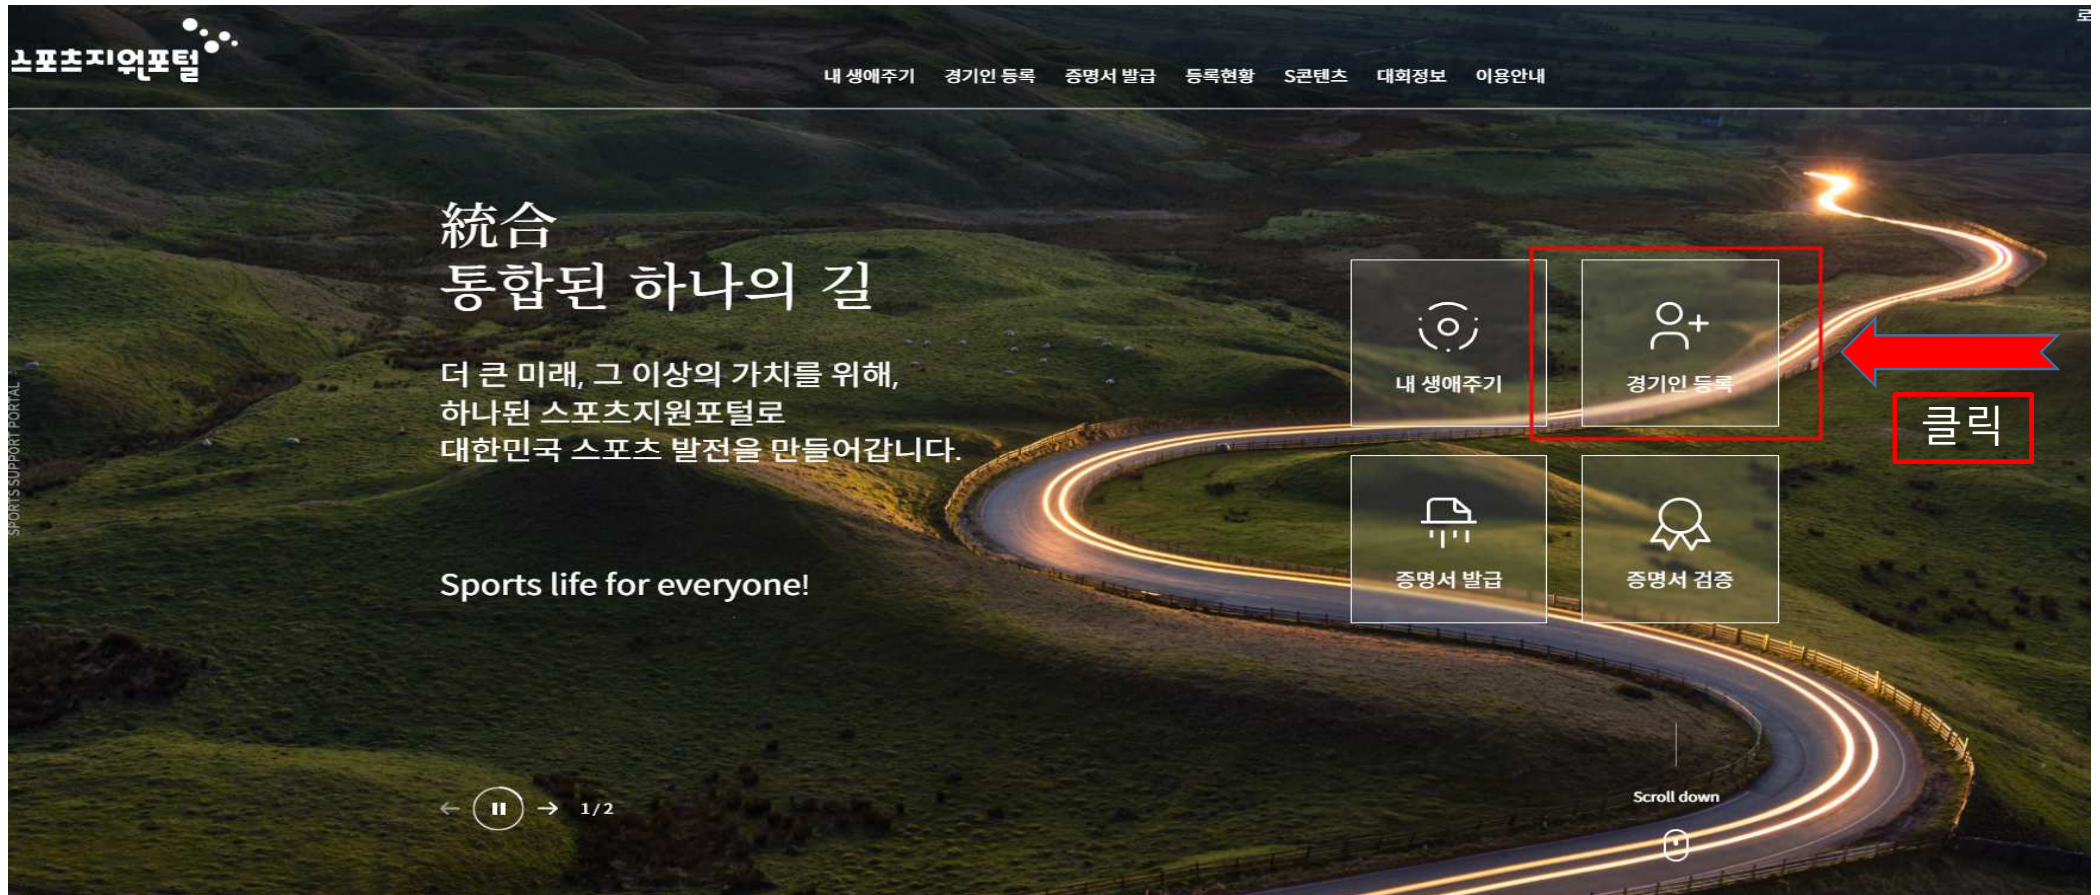 로
스포츠지원포털
내 생애주기 경기인 등록 증명서 발급 등록현황 S콘텐츠 대회정보 이용안내
統合
통합된 하나의 길
더 큰 미래, 그 이상의 가치를 위해,
하나된 스포츠지원포털로
대한민국 스포츠 발전을 만들어갑니다.
Sports life for everyone!
내 생애주기
경기인 등록
클릭
증명서 발급
증명서 검증
SPORTS SUPPORT PORTAL
1/2
Scroll down